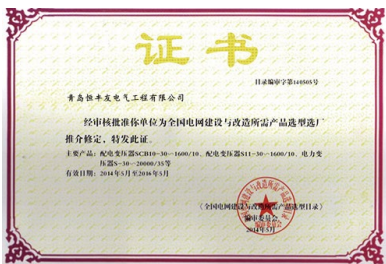 证书
目录编审字第140505号
青岛恒丰发电气工程有限公司
经审核批准你单位为全国电网建设与改造所需产品选型选厂
推介修定，特发此证。
主要产品：配电变压器SCB10-30--1600/10、配电变压器S11-30--1600/10、电力变
压器S-30--20000/35等
有效日期：2014年5月至2016年5月
《全国电网建设与改造所需产品选型目录》
编审委员会
2014年5月